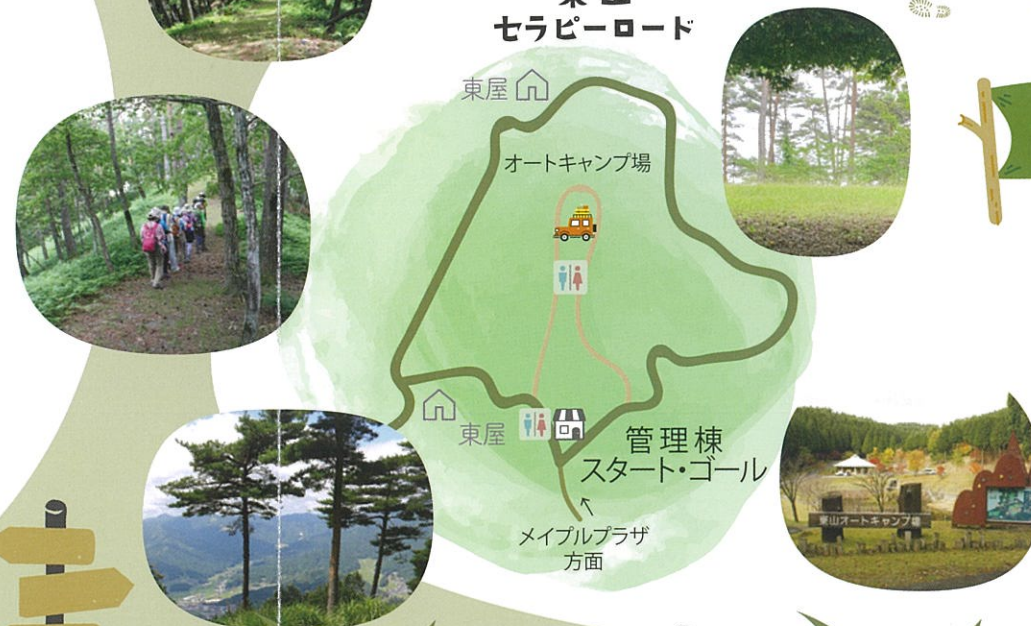 セラピーロード
東屋
オートキャンプ場
東屋
管理棟
スタート・ゴール
メイプルプラザ
方面
東山オートキャンプ場